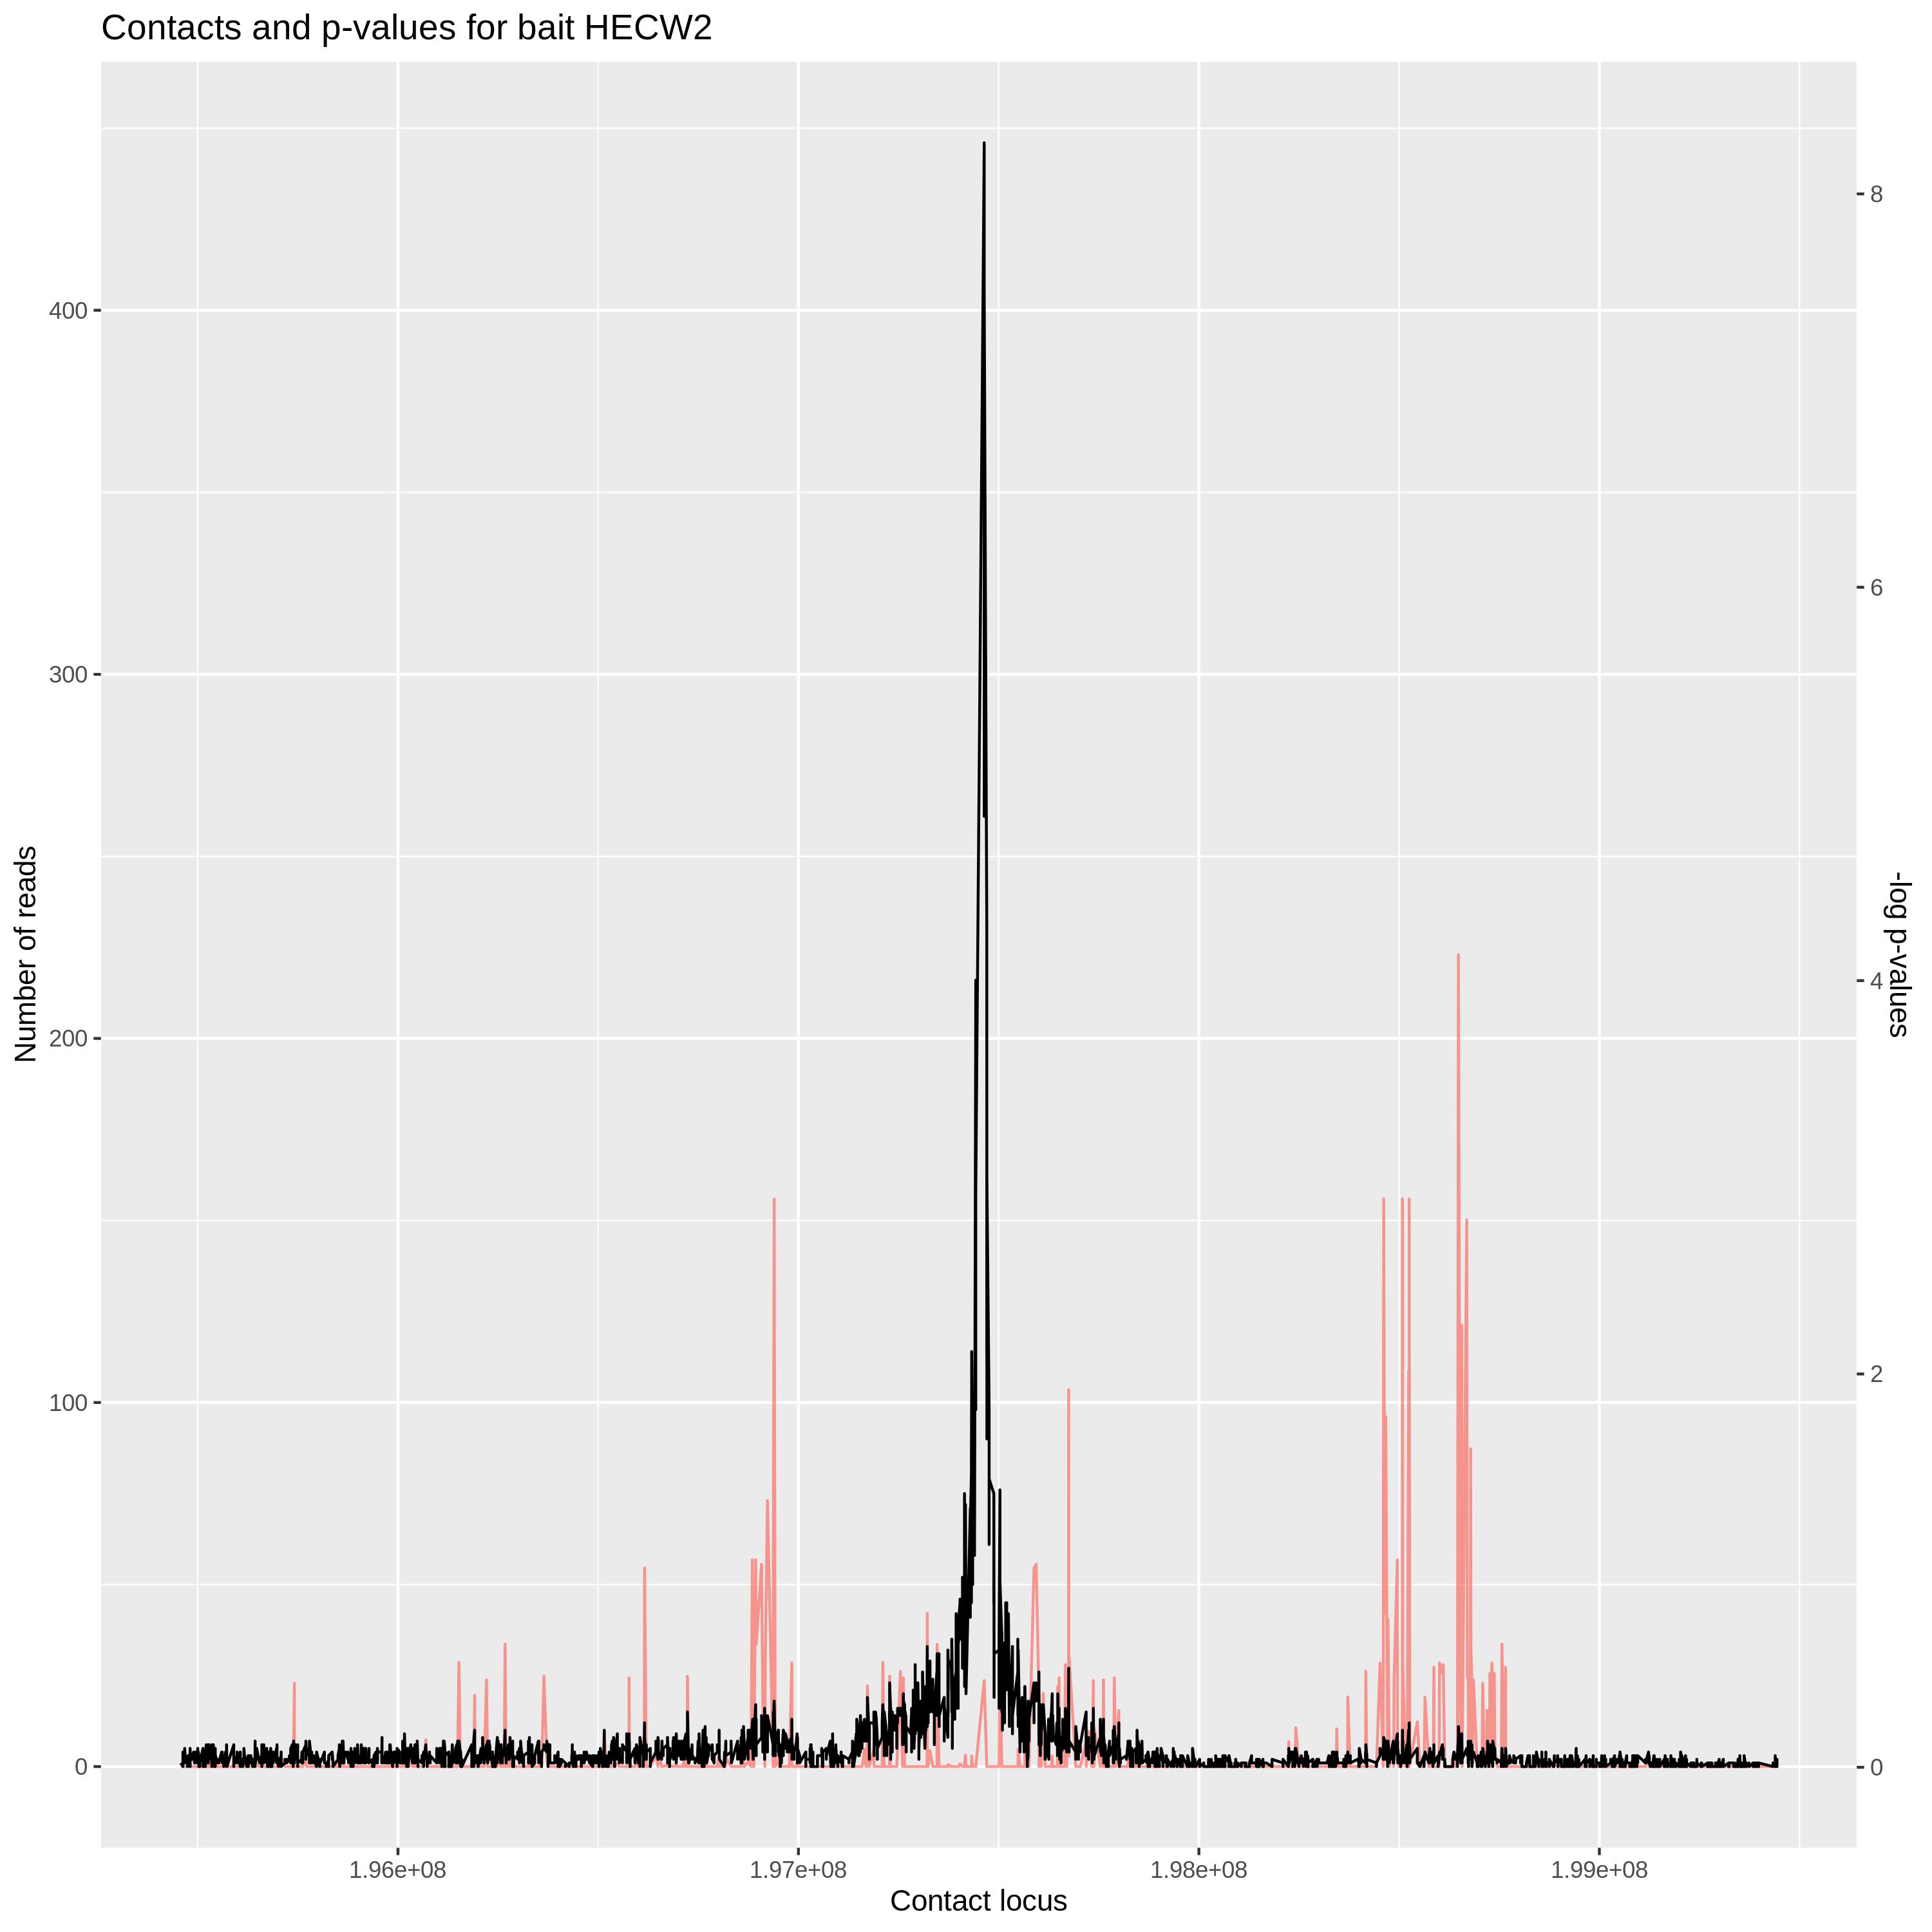 Contacts and p-values for bait HECW2
Number of reads
400
300
200
100
0
8
6
4
2
0
-log p-values
1.96e+08 1.97e+08 1.98e+08 1.99e+08
Contact locus